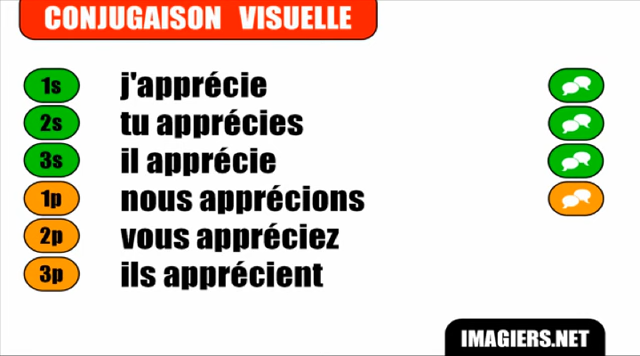 CONJUGAISON VISUELLE
1s j'apprécie
2s tu apprécies
3s il apprécie
1p nous apprécions
2p vous appréciez
3p ils apprécient
IMAGIERS.NET